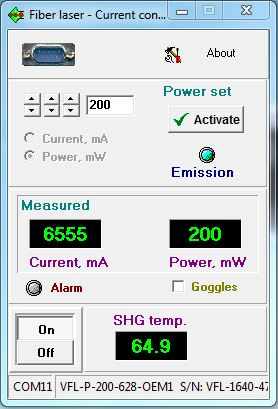 Fiber laser - Current con...
About
Power set
200
Activate
Current, mA
Power, mW
Emission
Measured
6555
200
Current, mA
Power, mW
Alarm
Goggles
On
Off
SHG temp.
64.9
COM11
VFL-P-200-628-OEM1 S/N: VFL-1640-47